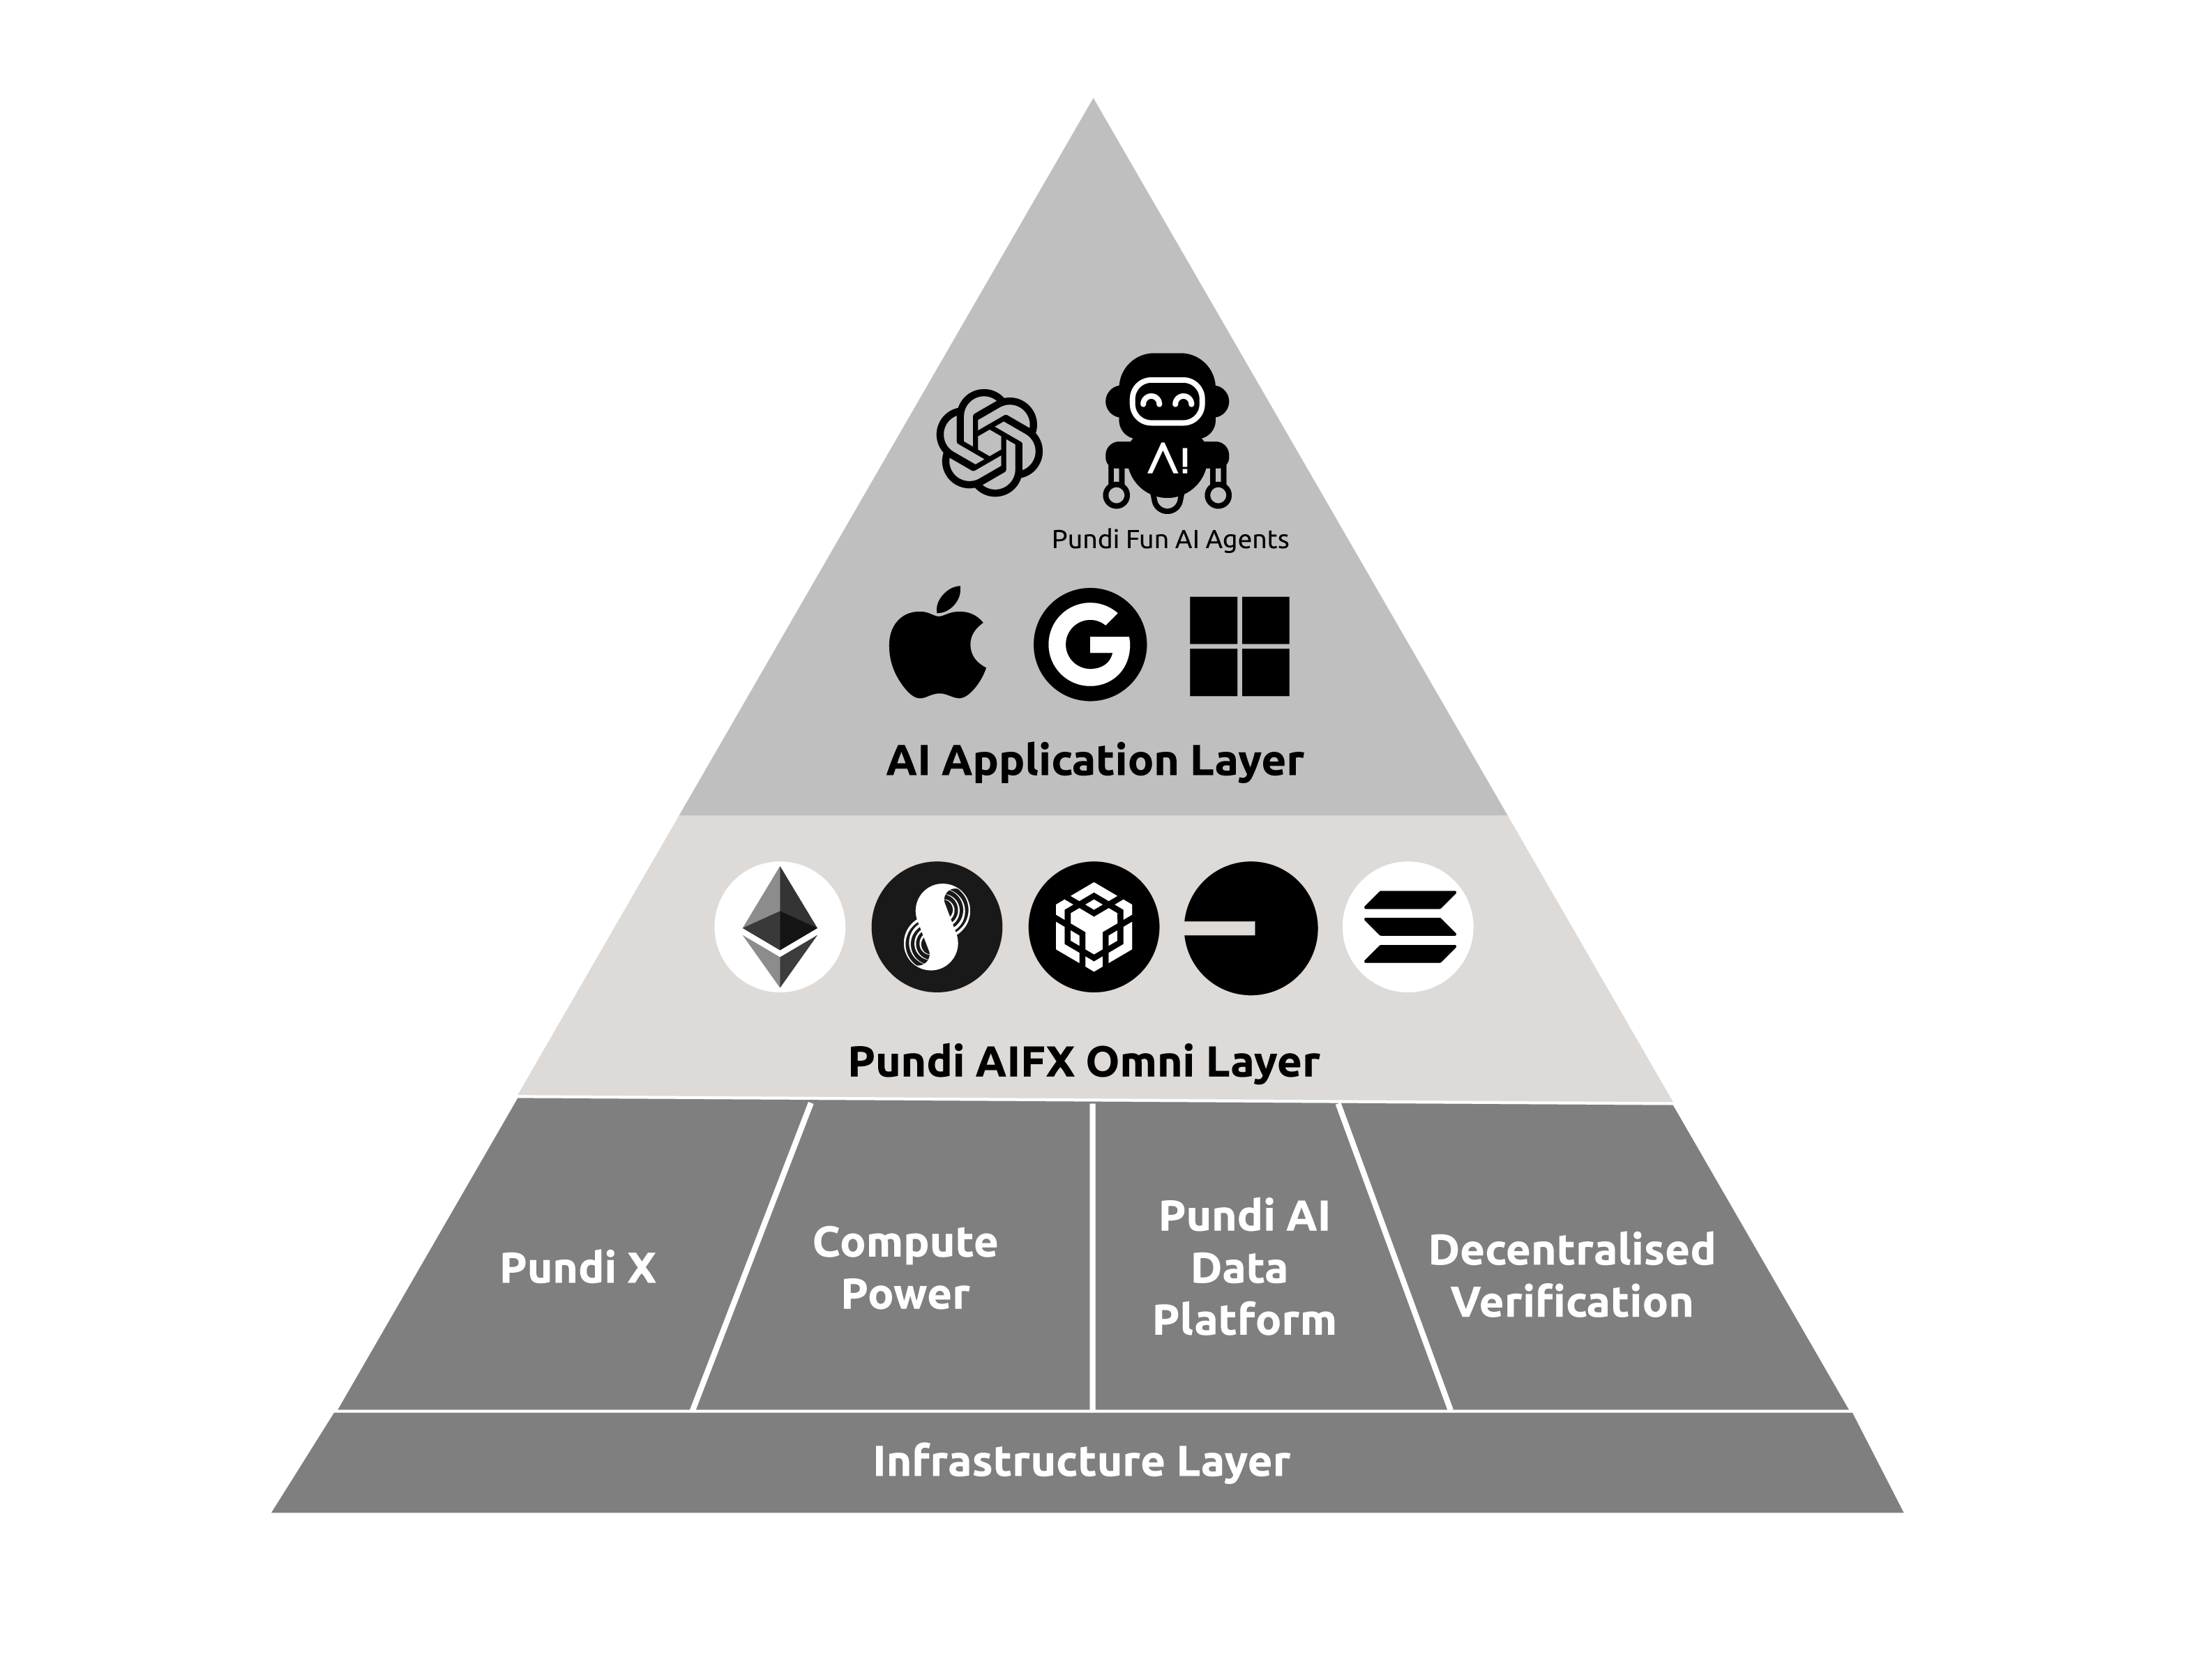 Λ!
Pundi Fun AI Agents
G
AI Application Layer
Pundi AIFX Omni Layer
Pundi X
Compute
Power
Pundi AI
Data
Platform
Decentralised
Verification
Infrastructure Layer